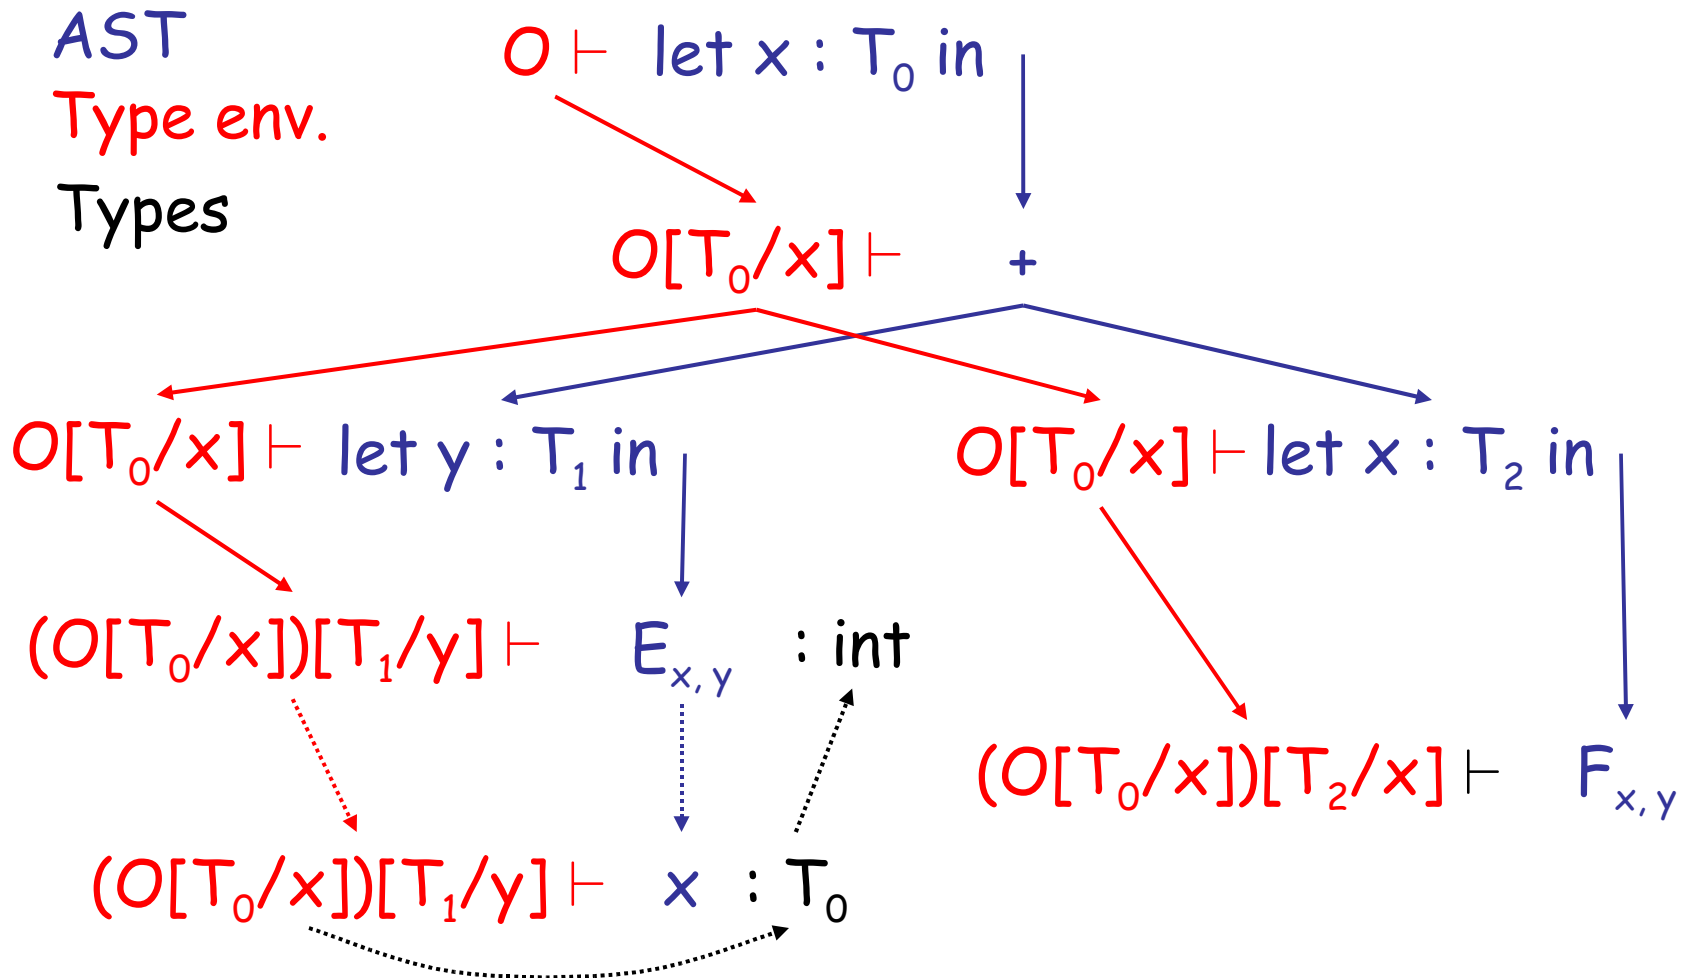 AST
Type env.
Types
O ⊢ let x : T₀ in
O[T₀/x] ⊢ +
O[T₀/x] ⊢ let y : T₁ in
O[T₀/x] ⊢ let x : T₂ in
(O[T₀/x])[T₁/y] ⊢ Eₓ,y : int
(O[T₀/x])[T₂/x] ⊢ Fₓ,y
(O[T₀/x])[T₁/y] ⊢ x : T₀